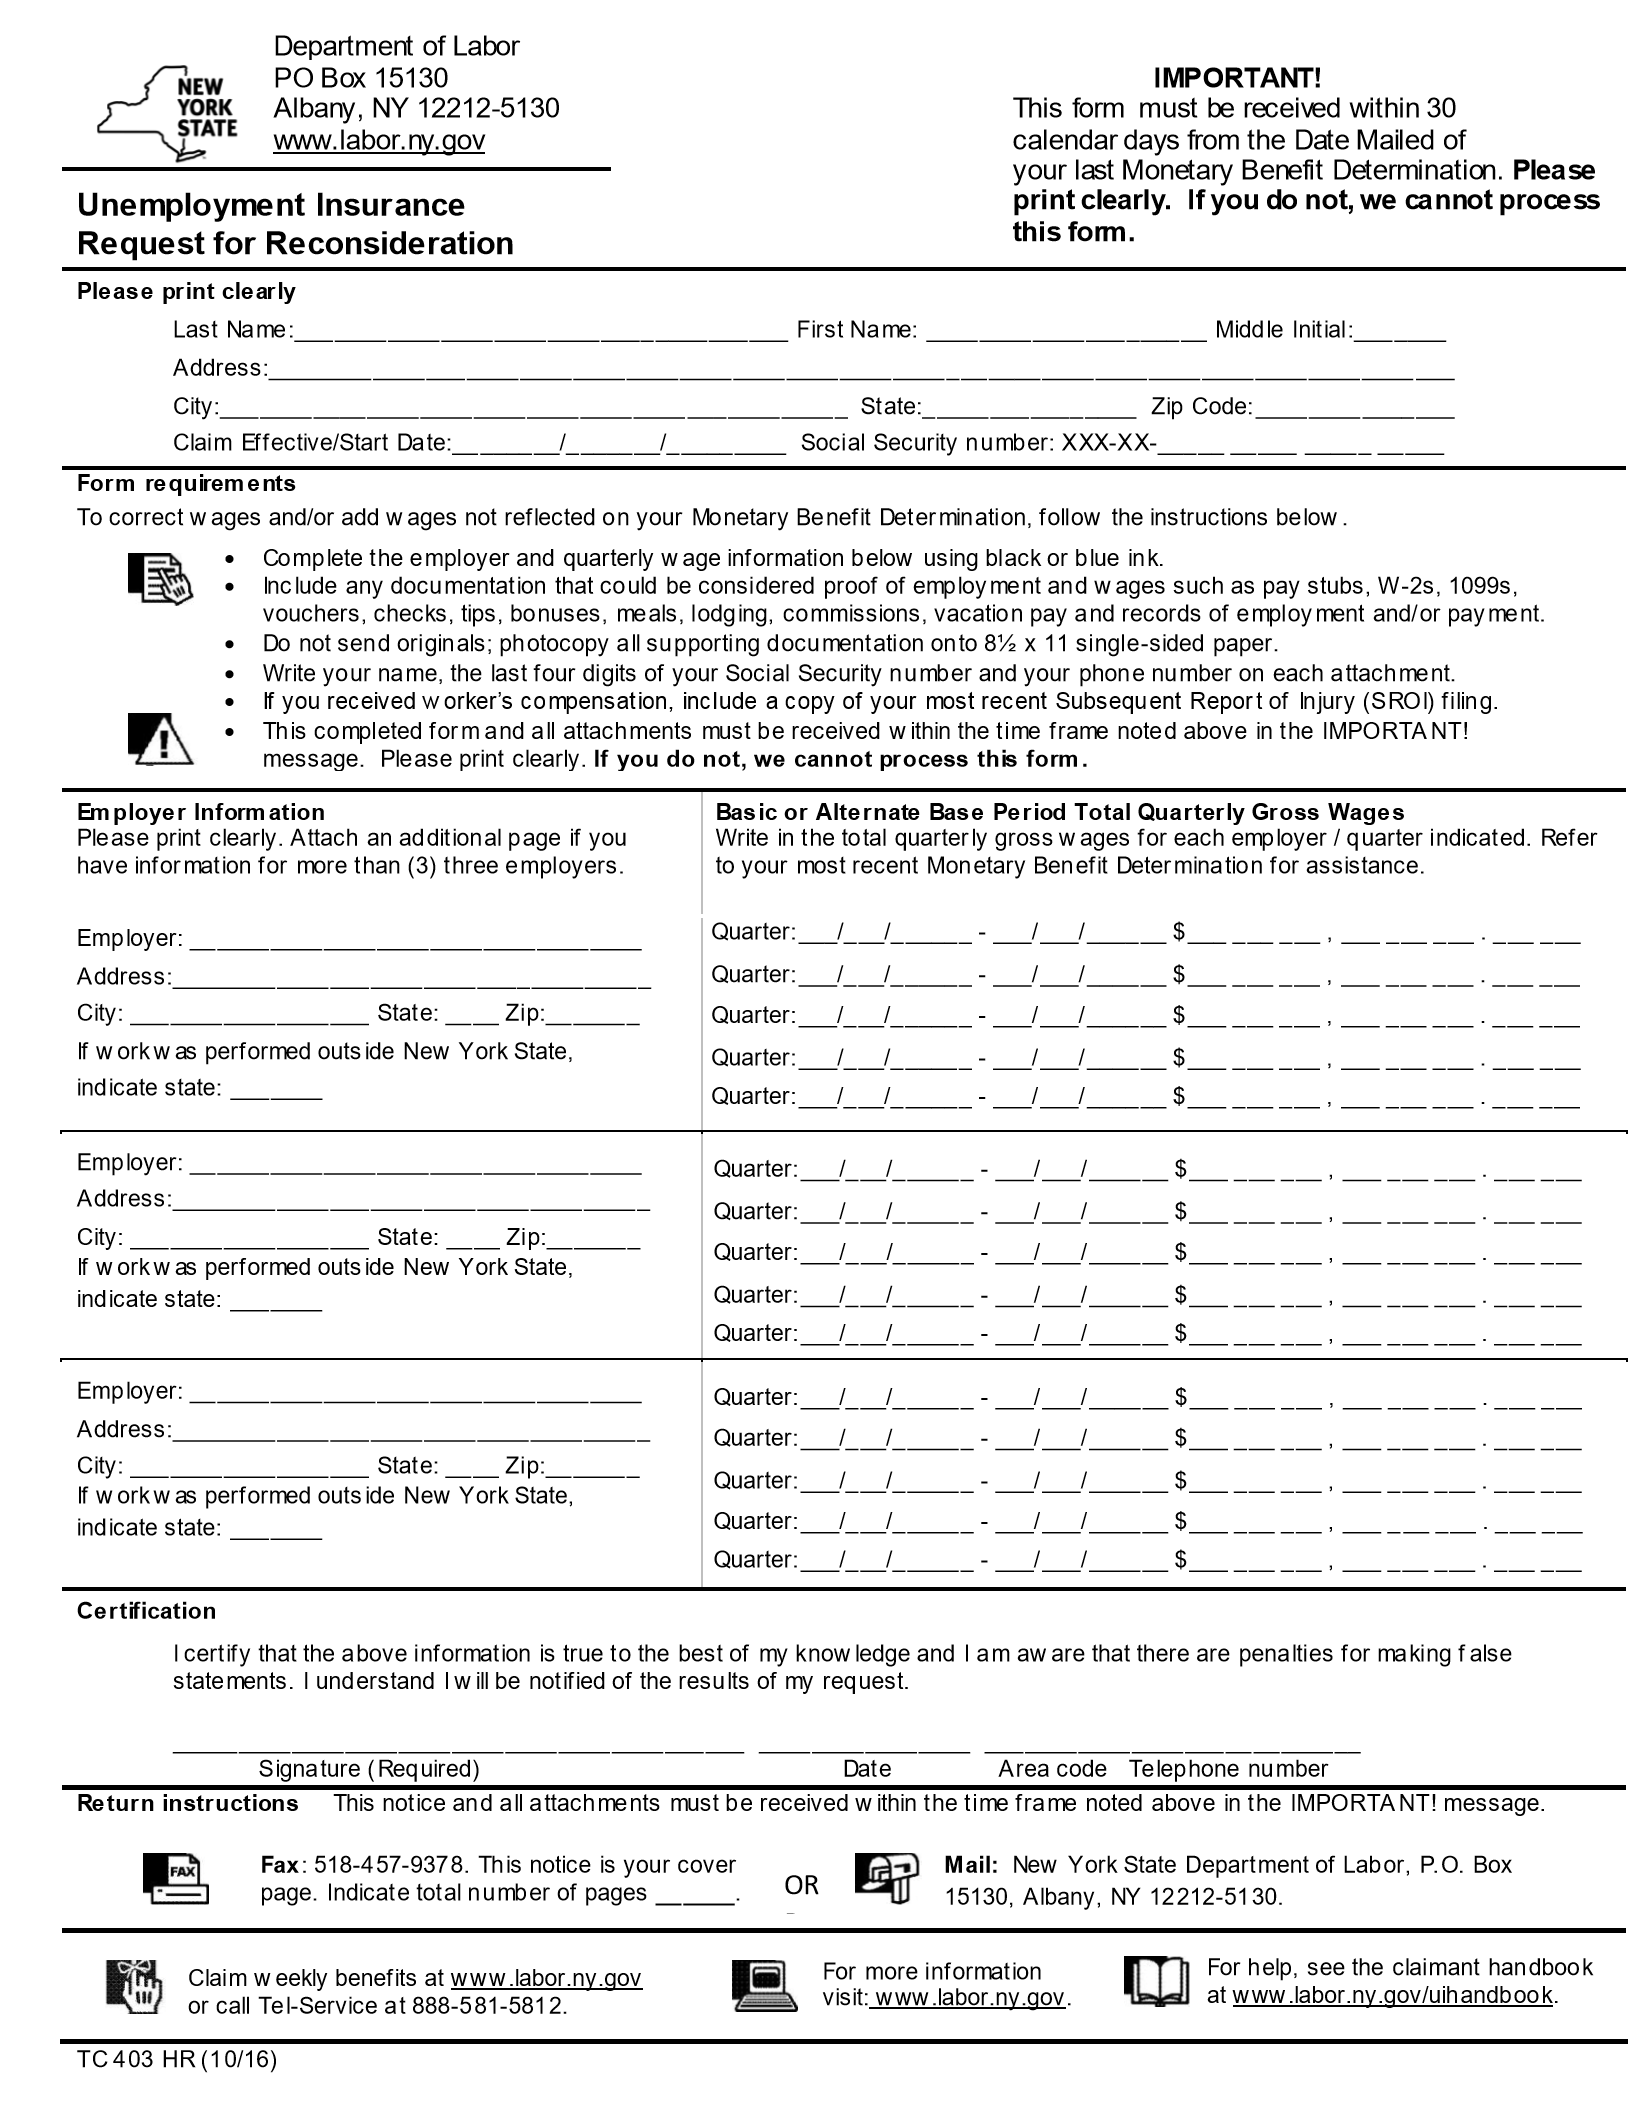 NEW
YORK
STATE
Department of Labor
PO Box 15130
Albany, NY 12212-5130
www.labor.ny.gov
Unemployment Insurance
Request for Reconsideration
IMPORTANT!
This form must be received within 30
calendar days from the Date Mailed of
your last Monetary Benefit Determination. Please
print clearly. If you do not, we cannot process
this form.
Please print clearly
Last Name:_____ First Name: _____ Middle Initial:_____
Address:_____
City:_____ State:_____ Zip Code:_____
Claim Effective/Start Date:_____/_____/_____ Social Security number: XXX-XX-_____ _____ _____ _____
Form requirements
To correct wages and/or add wages not reflected on your Monetary Benefit Determination, follow the instructions below.
• Complete the employer and quarterly wage information below using black or blue ink.
• Include any documentation that could be considered proof of employment and wages such as pay stubs, W-2s, 1099s,
vouchers, checks, tips, bonuses, meals, lodging, commissions, vacation pay and records of employment and/or payment.
• Do not send originals; photocopy all supporting documentation onto 8½ x 11 single-sided paper.
• Write your name, the last four digits of your Social Security number and your phone number on each attachment.
• If you received worker’s compensation, include a copy of your most recent Subsequent Report of Injury (SROI) filing.
• This completed form and all attachments must be received within the time frame noted above in the IMPORTANT!
message. Please print clearly. If you do not, we cannot process this form.
Employer Information
Please print clearly. Attach an additional page if you
have information for more than (3) three employers.
Basic or Alternate Base Period Total Quarterly Gross Wages
Write in the total quarterly gross wages for each employer / quarter indicated. Refer
to your most recent Monetary Benefit Determination for assistance.
Employer: _____
Address:_____
City: _____ State: ____ Zip:_____
If work was performed outside New York State,
indicate state: _____
Quarter:___/___/______ - ___/___/______ $___ ___ ___ , ___ ___ ___ . ___ ___
Quarter:___/___/______ - ___/___/______ $___ ___ ___ , ___ ___ ___ . ___ ___
Quarter:___/___/______ - ___/___/______ $___ ___ ___ , ___ ___ ___ . ___ ___
Quarter:___/___/______ - ___/___/______ $___ ___ ___ , ___ ___ ___ . ___ ___
Quarter:___/___/______ - ___/___/______ $___ ___ ___ , ___ ___ ___ . ___ ___
Employer: _____
Address:_____
City: _____ State: ____ Zip:_____
If work was performed outside New York State,
indicate state: _____
Quarter:___/___/______ - ___/___/______ $___ ___ ___ , ___ ___ ___ . ___ ___
Quarter:___/___/______ - ___/___/______ $___ ___ ___ , ___ ___ ___ . ___ ___
Quarter:___/___/______ - ___/___/______ $___ ___ ___ , ___ ___ ___ . ___ ___
Quarter:___/___/______ - ___/___/______ $___ ___ ___ , ___ ___ ___ . ___ ___
Quarter:___/___/______ - ___/___/______ $___ ___ ___ , ___ ___ ___ . ___ ___
Employer: _____
Address:_____
City: _____ State: ____ Zip:_____
If work was performed outside New York State,
indicate state: _____
Quarter:___/___/______ - ___/___/______ $___ ___ ___ , ___ ___ ___ . ___ ___
Quarter:___/___/______ - ___/___/______ $___ ___ ___ , ___ ___ ___ . ___ ___
Quarter:___/___/______ - ___/___/______ $___ ___ ___ , ___ ___ ___ . ___ ___
Quarter:___/___/______ - ___/___/______ $___ ___ ___ , ___ ___ ___ . ___ ___
Quarter:___/___/______ - ___/___/______ $___ ___ ___ , ___ ___ ___ . ___ ___
Certification
I certify that the above information is true to the best of my knowledge and I am aware that there are penalties for making false
statements. I understand I will be notified of the results of my request.
Signature (Required) Date Area code Telephone number
Return instructions This notice and all attachments must be received within the time frame noted above in the IMPORTANT! message.
FAX
Fax: 518-457-9378. This notice is your cover
page. Indicate total number of pages ______.
OR
Mail: New York State Department of Labor, P.O. Box
15130, Albany, NY 12212-5130.
Claim weekly benefits at www.labor.ny.gov
or call Tel-Service at 888-581-5812.
For more information
visit: www.labor.ny.gov.
For help, see the claimant handbook
at www.labor.ny.gov/uihandbook.
TC 403 HR (10/16)